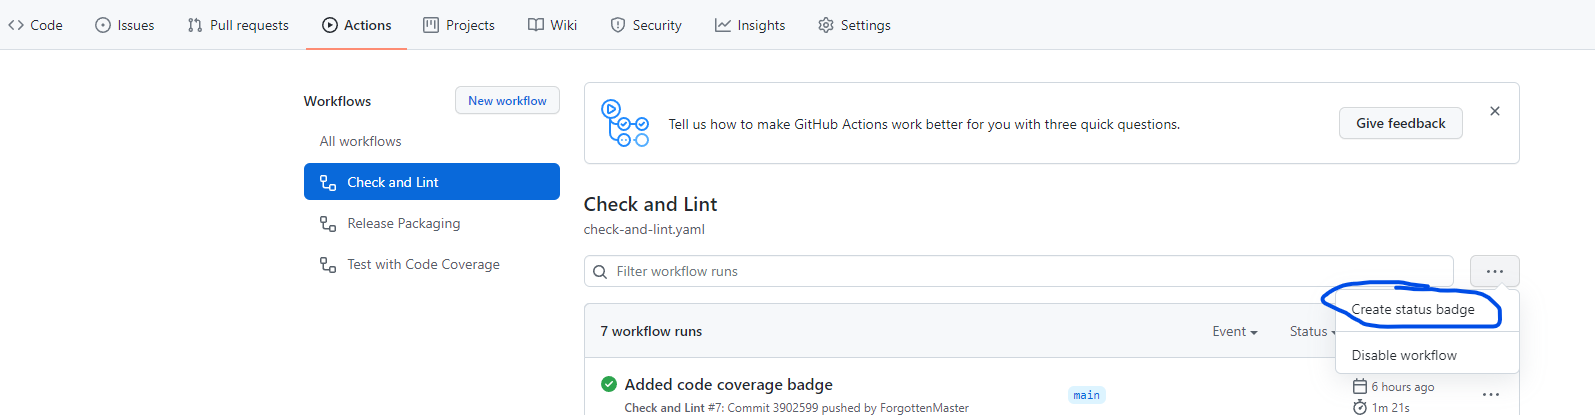 Code Issues Pull requests Actions Projects Wiki Security Insights Settings
Workflows New workflow
All workflows
Check and Lint
Release Packaging
Test with Code Coverage
Tell us how to make GitHub Actions work better for you with three quick questions. Give feedback
Check and Lint
check-and-lint.yaml
Filter workflow runs
Create status badge
Disable workflow
7 workflow runs Event Status
Added code coverage badge
Check and Lint #7: Commit 3902599 pushed by ForgottenMaster
main
6 hours ago
1m 21s